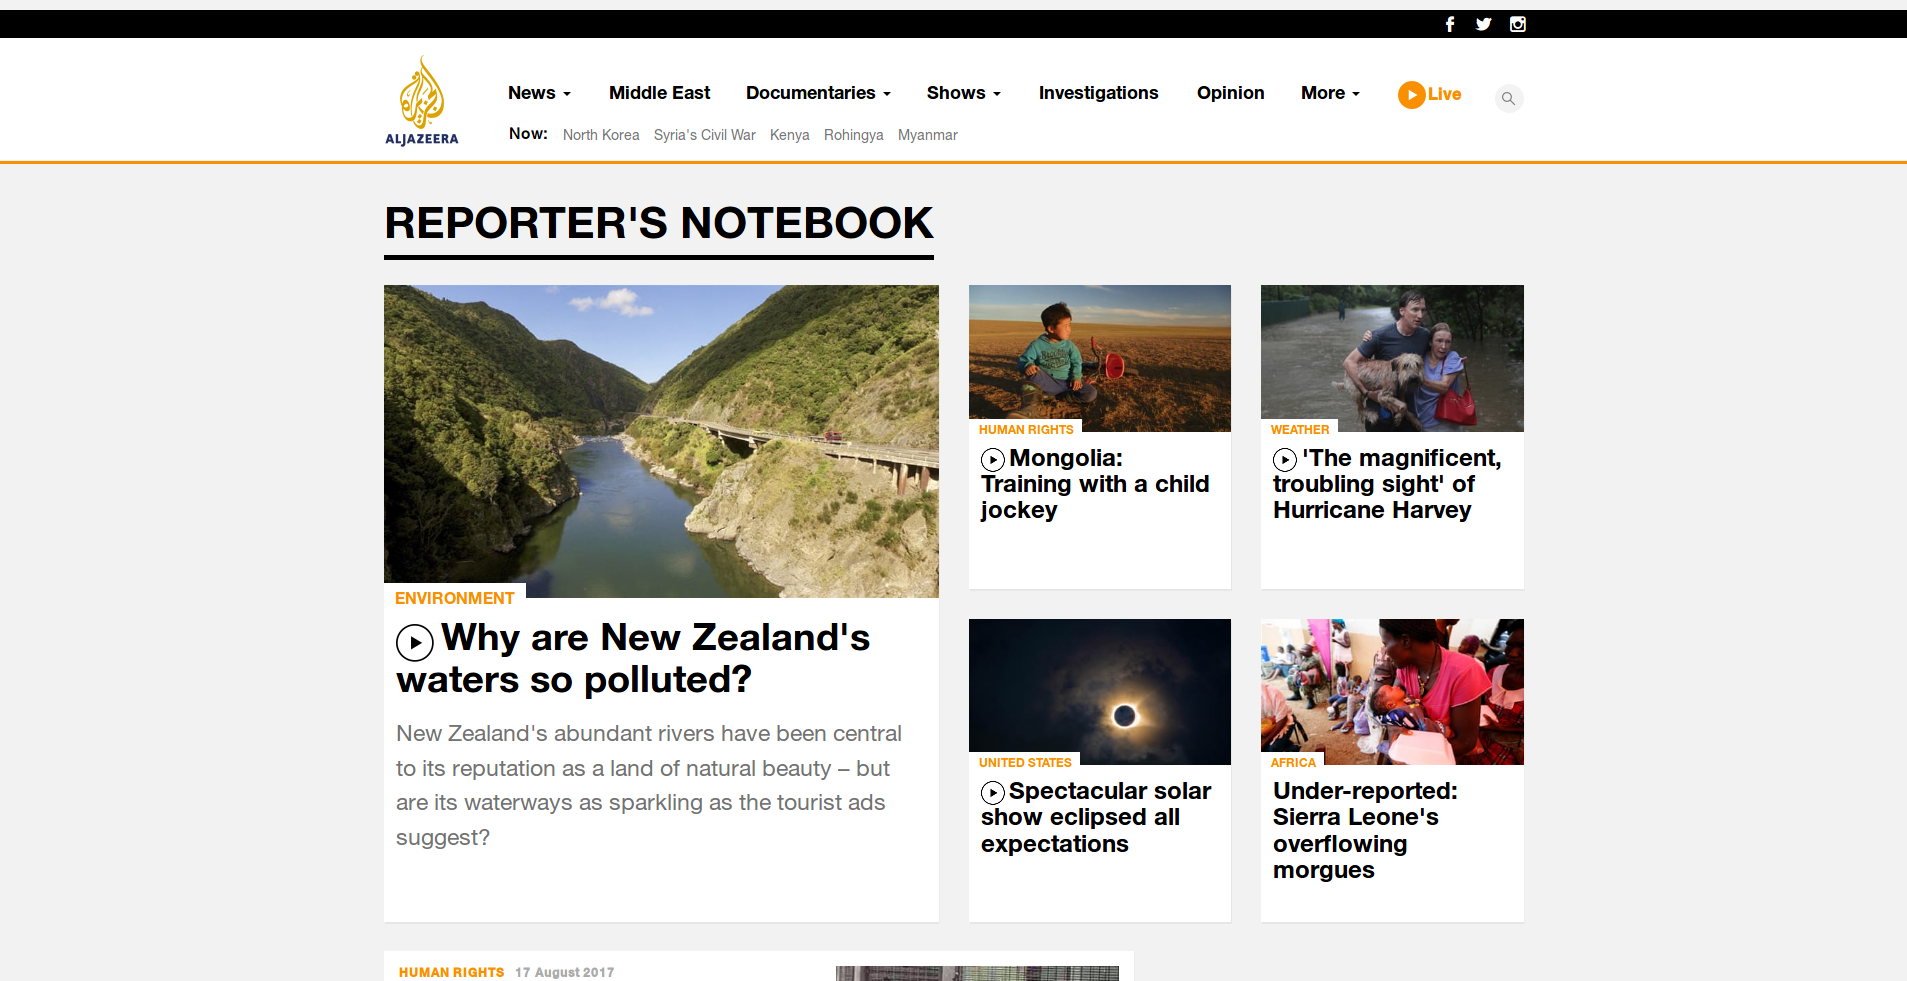 News
Middle East
Documentaries
Shows
Investigations
Opinion
More
Live
ALJAZEERA
Now: North Korea Syria's Civil War Kenya Rohingya Myanmar
REPORTER'S NOTEBOOK
ENVIRONMENT
Why are New Zealand's
waters so polluted?
New Zealand's abundant rivers have been central
to its reputation as a land of natural beauty – but
are its waterways as sparkling as the tourist ads
suggest?
HUMAN RIGHTS
Mongolia:
Training with a child
jockey
WEATHER
'The magnificent,
troubling sight' of
Hurricane Harvey
UNITED STATES
Spectacular solar
show eclipsed all
expectations
AFRICA
Under-reported:
Sierra Leone's
overflowing
morgues
HUMAN RIGHTS 17 August 2017